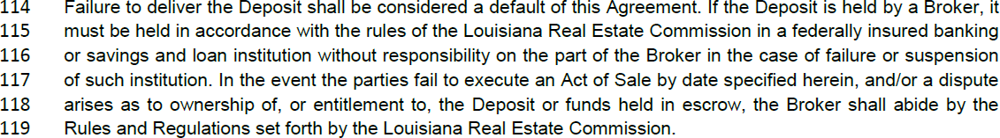 114 Failure to deliver the Deposit shall be considered a default of this Agreement. If the Deposit is held by a Broker, it
115 must be held in accordance with the rules of the Louisiana Real Estate Commission in a federally insured banking
116 or savings and loan institution without responsibility on the part of the Broker in the case of failure or suspension
117 of such institution. In the event the parties fail to execute an Act of Sale by date specified herein, and/or a dispute
118 arises as to ownership of, or entitlement to, the Deposit or funds held in escrow, the Broker shall abide by the
119 Rules and Regulations set forth by the Louisiana Real Estate Commission.